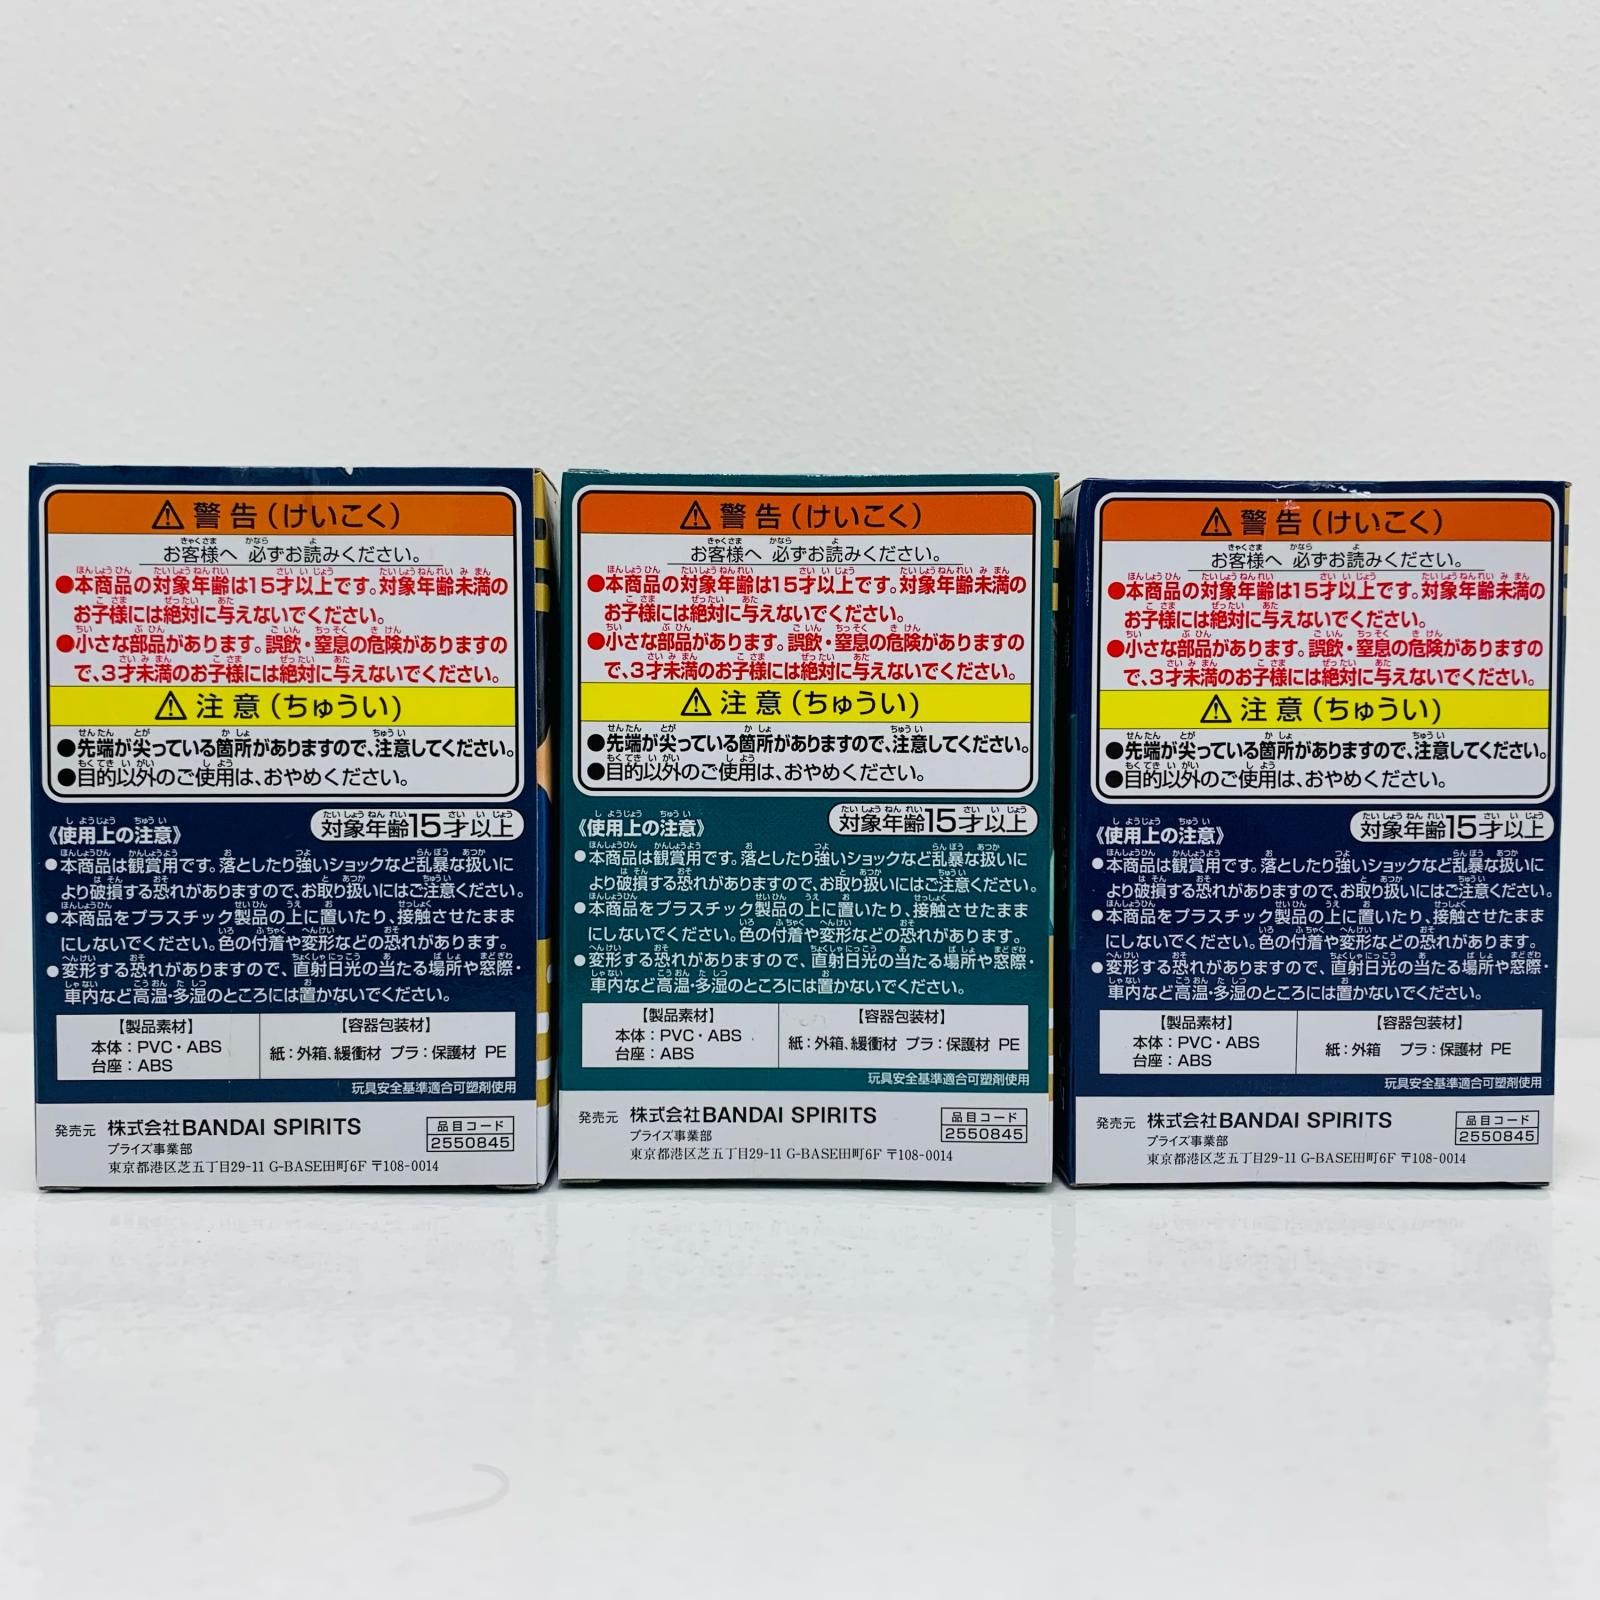 警告(けいこく)
お客様へ 必ずお読みください。
●本商品の対象年齢は15才以上です。対象年齢未満の
お子様には絶対に与えないでください。
●小さな部品があります。誤飲・窒息の危険がありますの
で、3才未満のお子様には絶対に与えないでください。
注意(ちゅうい)
●先端が尖っている箇所がありますので、注意してください。
●目的以外のご使用は、おやめください。
《使用上の注意》
対象年齢15才以上
●本商品は観賞用です。落としたり強いショックなど乱暴な扱いに
より破損する恐れがありますので、お取り扱いにはご注意ください。
●本商品をプラスチック製品の上に置いたり、接触させたまま
にしないでください。色の付着や変形などの恐れがあります。
●変形する恐れがありますので、直射日光の当たる場所や窓際・
車内など高温・多湿のところには置かないでください。
【製品素材】
本体:PVC・ABS
台座:ABS
【容器包装材】
紙:外箱、緩衝材 プラ:保護材 PE
玩具安全基準適合可塑剤使用
発売元 株式会社BANDAI SPIRITS
プライズ事業部
東京都港区芝五丁目29-11 G-BASE田町6F 〒108-0014
品目コード
2550845
警告(けいこく)
お客様へ 必ずお読みください。
●本商品の対象年齢は15才以上です。対象年齢未満の
お子様には絶対に与えないでください。
●小さな部品があります。誤飲・窒息の危険がありますの
で、3才未満のお子様には絶対に与えないでください。
注意(ちゅうい)
●先端が尖っている箇所がありますので、注意してください。
●目的以外のご使用は、おやめください。
《使用上の注意》
対象年齢15才以上
●本商品は観賞用です。落としたり強いショックなど乱暴な扱いに
より破損する恐れがありますので、お取り扱いにはご注意ください。
●本商品をプラスチック製品の上に置いたり、接触させたまま
にしないでください。色の付着や変形などの恐れがあります。
●変形する恐れがありますので、直射日光の当たる場所や窓際・
車内など高温・多湿のところには置かないでください。
【製品素材】
本体:PVC・ABS
台座:ABS
【容器包装材】
紙:外箱、緩衝材 プラ:保護材 PE
玩具安全基準適合可塑剤使用
発売元 株式会社BANDAI SPIRITS
プライズ事業部
東京都港区芝五丁目29-11 G-BASE田町6F 〒108-0014
品目コード
2550845
警告(けいこく)
お客様へ 必ずお読みください。
●本商品の対象年齢は15才以上です。対象年齢未満の
お子様には絶対に与えないでください。
●小さな部品があります。誤飲・窒息の危険がありますの
で、3才未満のお子様には絶対に与えないでください。
注意(ちゅうい)
●先端が尖っている箇所がありますので、注意してください。
●目的以外のご使用は、おやめください。
《使用上の注意》
対象年齢15才以上
●本商品は観賞用です。落としたり強いショックなど乱暴な扱いに
より破損する恐れがありますので、お取り扱いにはご注意ください。
●本商品をプラスチック製品の上に置いたり、接触させたまま
にしないでください。色の付着や変形などの恐れがあります。
●変形する恐れがありますので、直射日光の当たる場所や窓際・
車内など高温・多湿のところには置かないでください。
【製品素材】
本体:PVC・ABS
台座:ABS
【容器包装材】
紙:外箱 プラ:保護材 PE
玩具安全基準適合可塑剤使用
発売元 株式会社BANDAI SPIRITS
プライズ事業部
東京都港区芝五丁目29-11 G-BASE田町6F 〒108-0014
品目コード
2550845